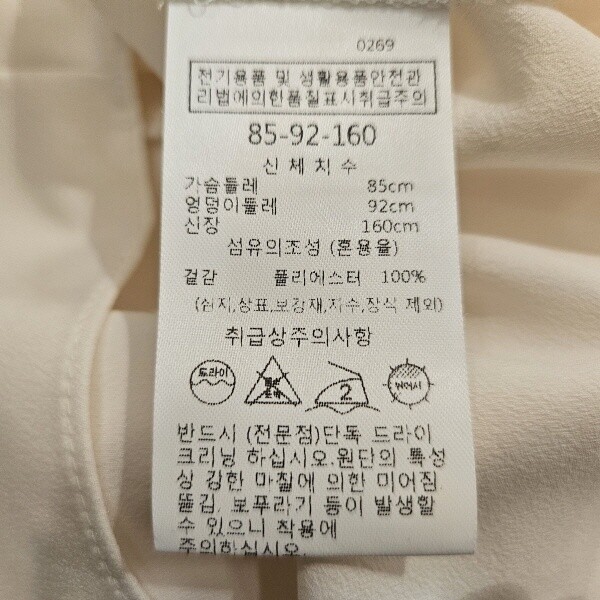 0269
전기용품 및 생활용품안전관
리법에의한품질표시취급주의
85-92-160
신체치수
가슴둘레 85cm
엉덩이둘레 92cm
신장 160cm
섬유의조성 (혼용율)
겉감 폴리에스터 100%
(심지,상표,보강재,자수,장식 제외)
취급상주의사항
드라이 2
반드시 (전문점)단독 드라이
크리닝 하십시오.원단의 특성
상 강한 마찰에 의한 미어짐
뜯김, 보푸라기 등이 발생할
수 있으니 착용에
주의하십시오.